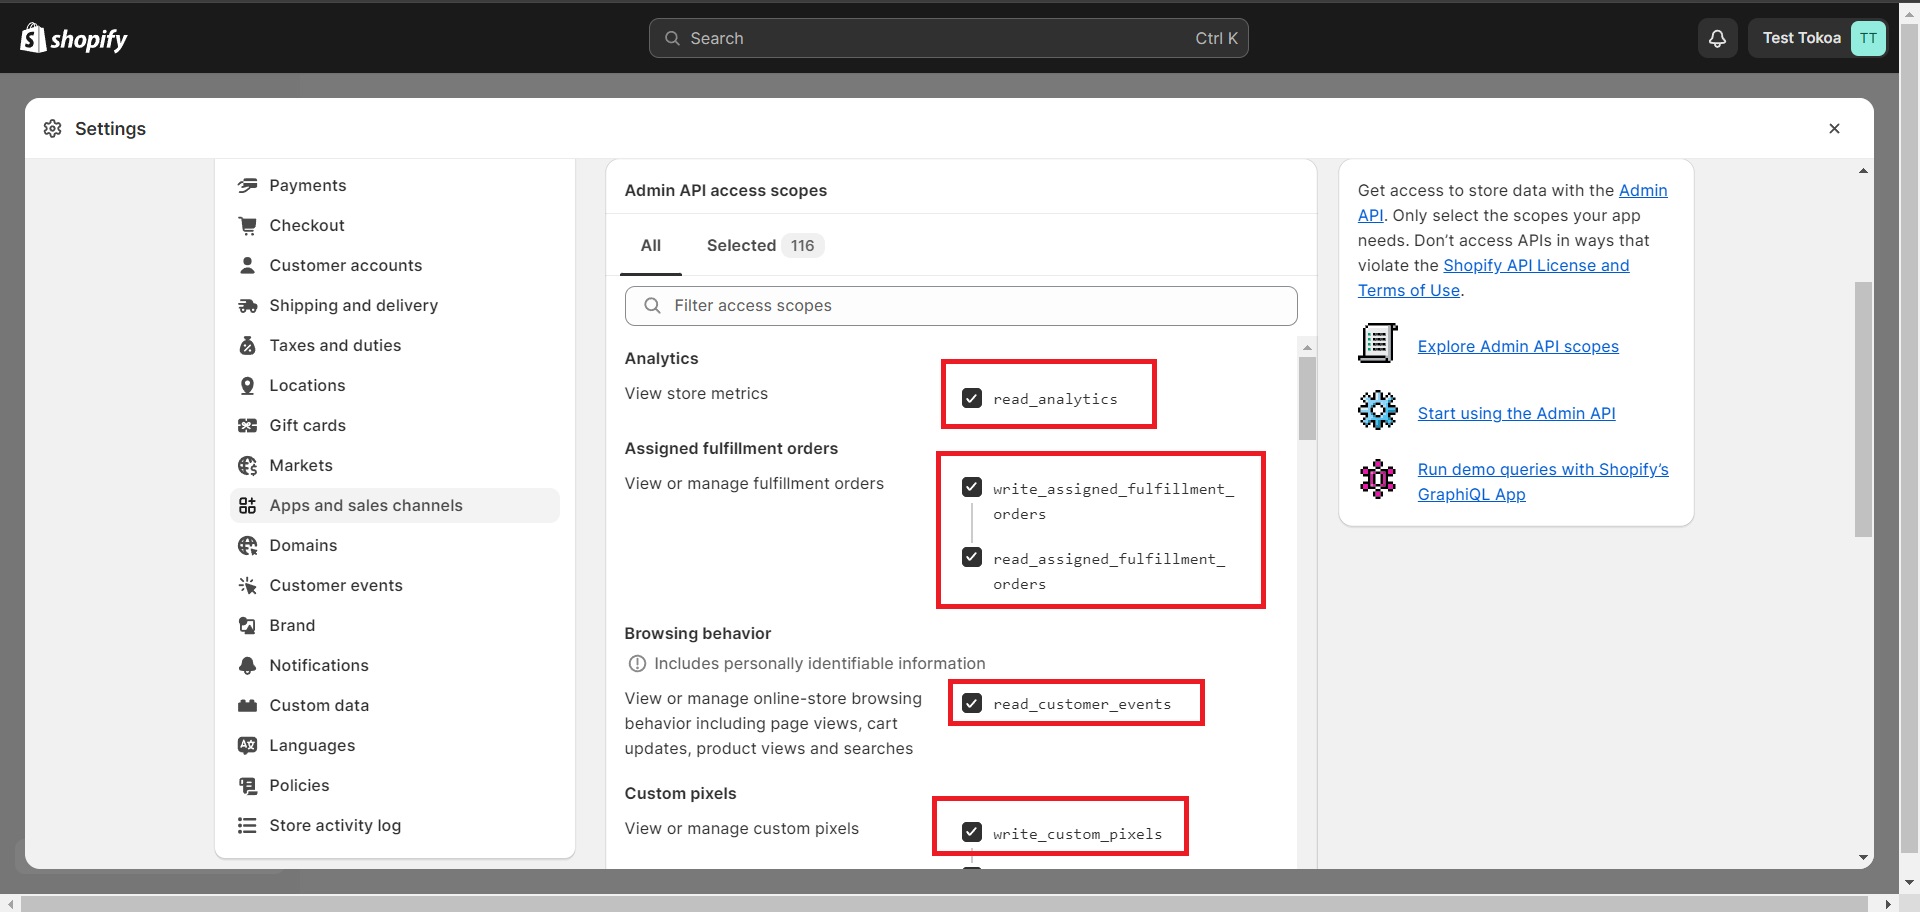 shopify
Search
Ctrl K
Test Tokoa
TT
Settings
Payments
Checkout
Customer accounts
Shipping and delivery
Taxes and duties
Locations
Gift cards
Markets
Apps and sales channels
Domains
Customer events
Brand
Notifications
Custom data
Languages
Policies
Store activity log
Admin API access scopes
All
Selected 116
Filter access scopes
Analytics
View store metrics
read_analytics
Assigned fulfillment orders
View or manage fulfillment orders
write_assigned_fulfillment_
orders
read_assigned_fulfillment_
orders
Browsing behavior
Includes personally identifiable information
View or manage online-store browsing
behavior including page views, cart
updates, product views and searches
read_customer_events
Custom pixels
View or manage custom pixels
write_custom_pixels
Get access to store data with the Admin
API. Only select the scopes your app
needs. Don’t access APIs in ways that
violate the Shopify API License and
Terms of Use.
Explore Admin API scopes
Start using the Admin API
Run demo queries with Shopify’s
GraphiQL App